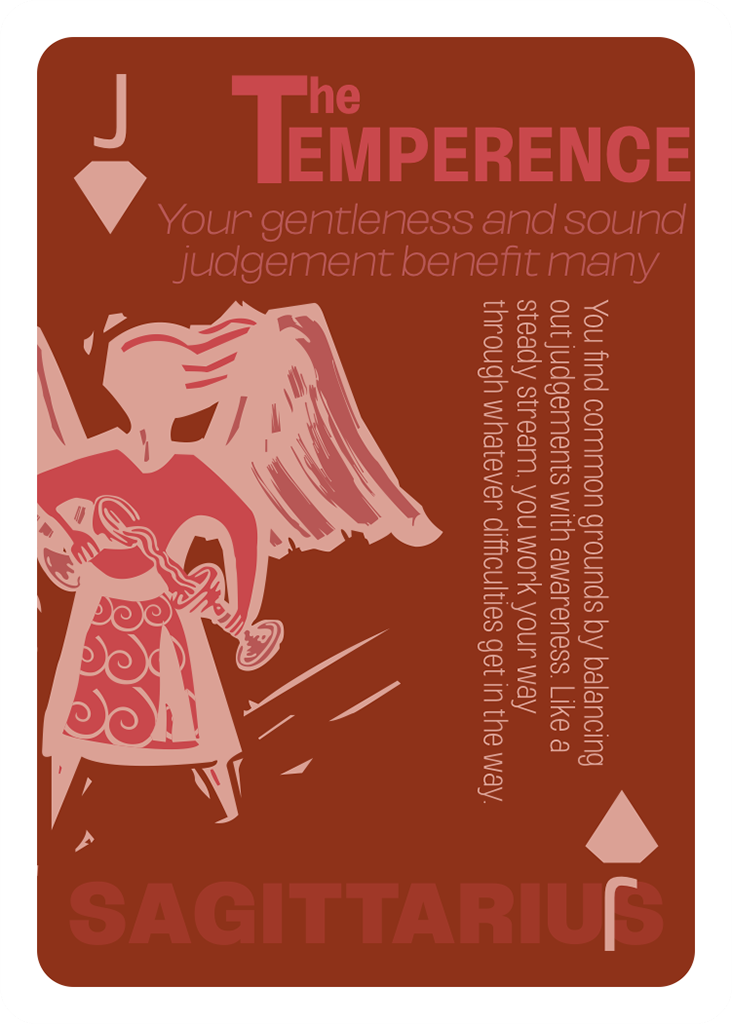 J
The
TEMPERENCE
Your gentleness and sound
judgement benefit many
You find common grounds by balancing
out judgements with awareness. Like a
steady stream, you work your way
through whatever difficulties get in the way.
SAGITTARIUS
J